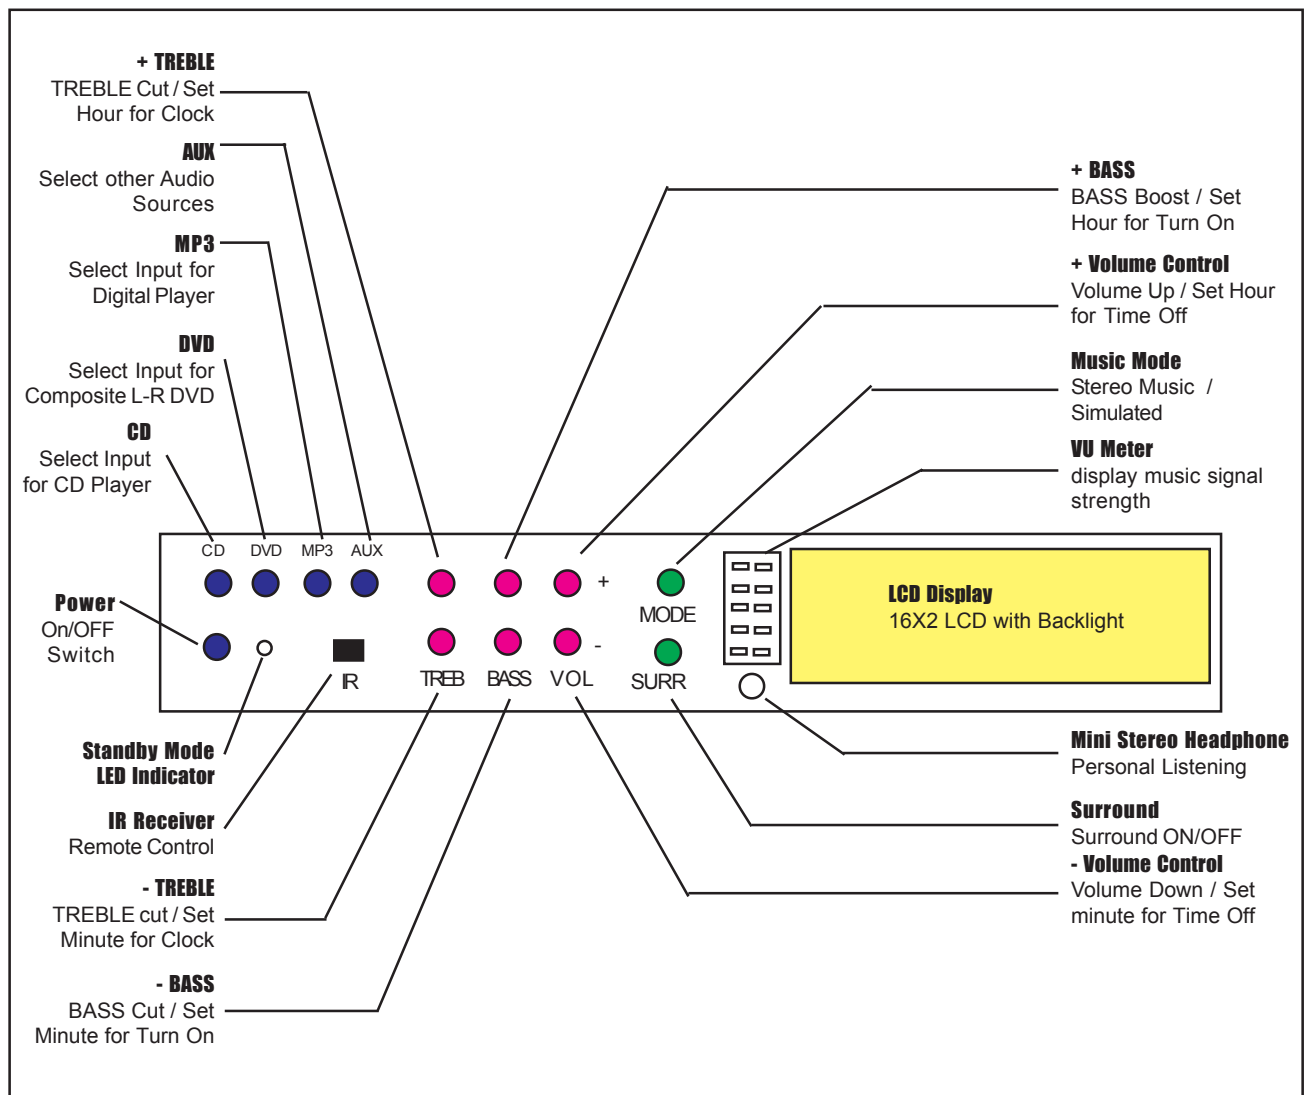 + TREBLE
TREBLE Cut / Set
Hour for Clock
AUX
Select other Audio
Sources
MP3
Select Input for
Digital Player
DVD
Select Input for
Composite L-R DVD
CD
Select Input
for CD Player
Power
On/OFF
Switch
Standby Mode
LED Indicator
IR Receiver
Remote Control
- TREBLE
TREBLE cut / Set
Minute for Clock
- BASS
BASS Cut / Set
Minute for Turn On
CD DVD MP3 AUX
+
MODE
-
IR TREB BASS VOL SURR
LCD Display
16X2 LCD with Backlight
+ BASS
BASS Boost / Set
Hour for Turn On
+ Volume Control
Volume Up / Set Hour
for Time Off
Music Mode
Stereo Music /
Simulated
VU Meter
display music signal
strength
Mini Stereo Headphone
Personal Listening
Surround
Surround ON/OFF
- Volume Control
Volume Down / Set
minute for Time Off